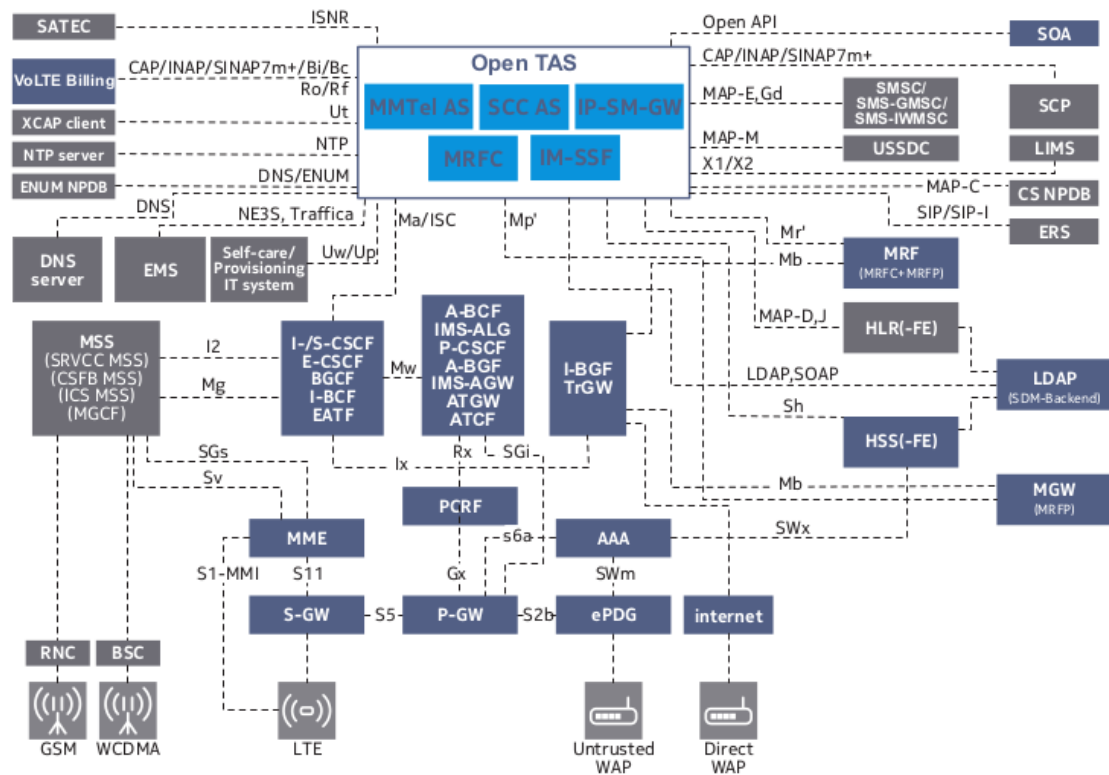 SATEC
ISNR
Open API
SOA
Open TAS
CAP/INAP/SINAP7m+
VoLTE Billing
CAP/INAP/SINAP7m+/Bi/Bc
Ro/Rf
MMTel AS
SCC AS
IP-SM-GW
MAP-E,Gd
SMSC/
SMS-GMSC/
SMS-IWMSC
SCP
XCAP client
Ut
NTP server
NTP
MRFC
IM-SSF
MAP-M
USSDC
LIMS
X1/X2
ENUM NPDB
DNS/ENUM
MAP-C
CS NPDB
DNS
NE3S, Traffica
Ma/ISC
Mp'
SIP/SIP-I
ERS
DNS
server
EMS
Self-care/
Provisioning
IT system
Uw/Up
Mr'
Mb
MRF
(MRFC+MRFP)
MSS
(SRVCC MSS)
(CSFB MSS)
(ICS MSS)
(MGCF)
I2
Mg
I-/S-CSCF
E-CSCF
BGCF
I-BCF
EATF
Mw
A-BCF
IMS-ALG
P-CSCF
A-BGF
IMS-AGW
ATGW
ATCF
I-BGF
TrGW
MAP-D,J
HLR(-FE)
LDAP,SOAP
LDAP
(SDM-Backend)
Sh
HSS(-FE)
SGs
Sv
Ix
Rx
SGi
Mb
MGW
(MRFP)
PCRF
SWx
MME
s6a
AAA
S1-MMI
S11
Gx
SWm
S-GW
S5
P-GW
S2b
ePDG
internet
RNC
BSC
GSM
WCDMA
LTE
Untrusted
WAP
Direct
WAP